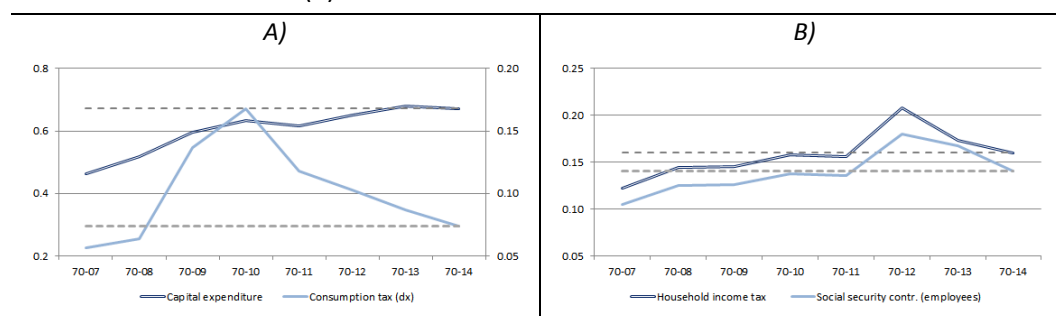 A)
B)
0.8
0.6
0.4
0.2
0.20
0.15
0.10
0.05
70-07 70-08 70-09 70-10 70-11 70-12 70-13 70-14
Capital expenditure Consumption tax (dx)
0.25
0.20
0.15
0.10
0.05
70-07 70-08 70-09 70-10 70-11 70-12 70-13 70-14
Household income tax Social security contr. (employees)